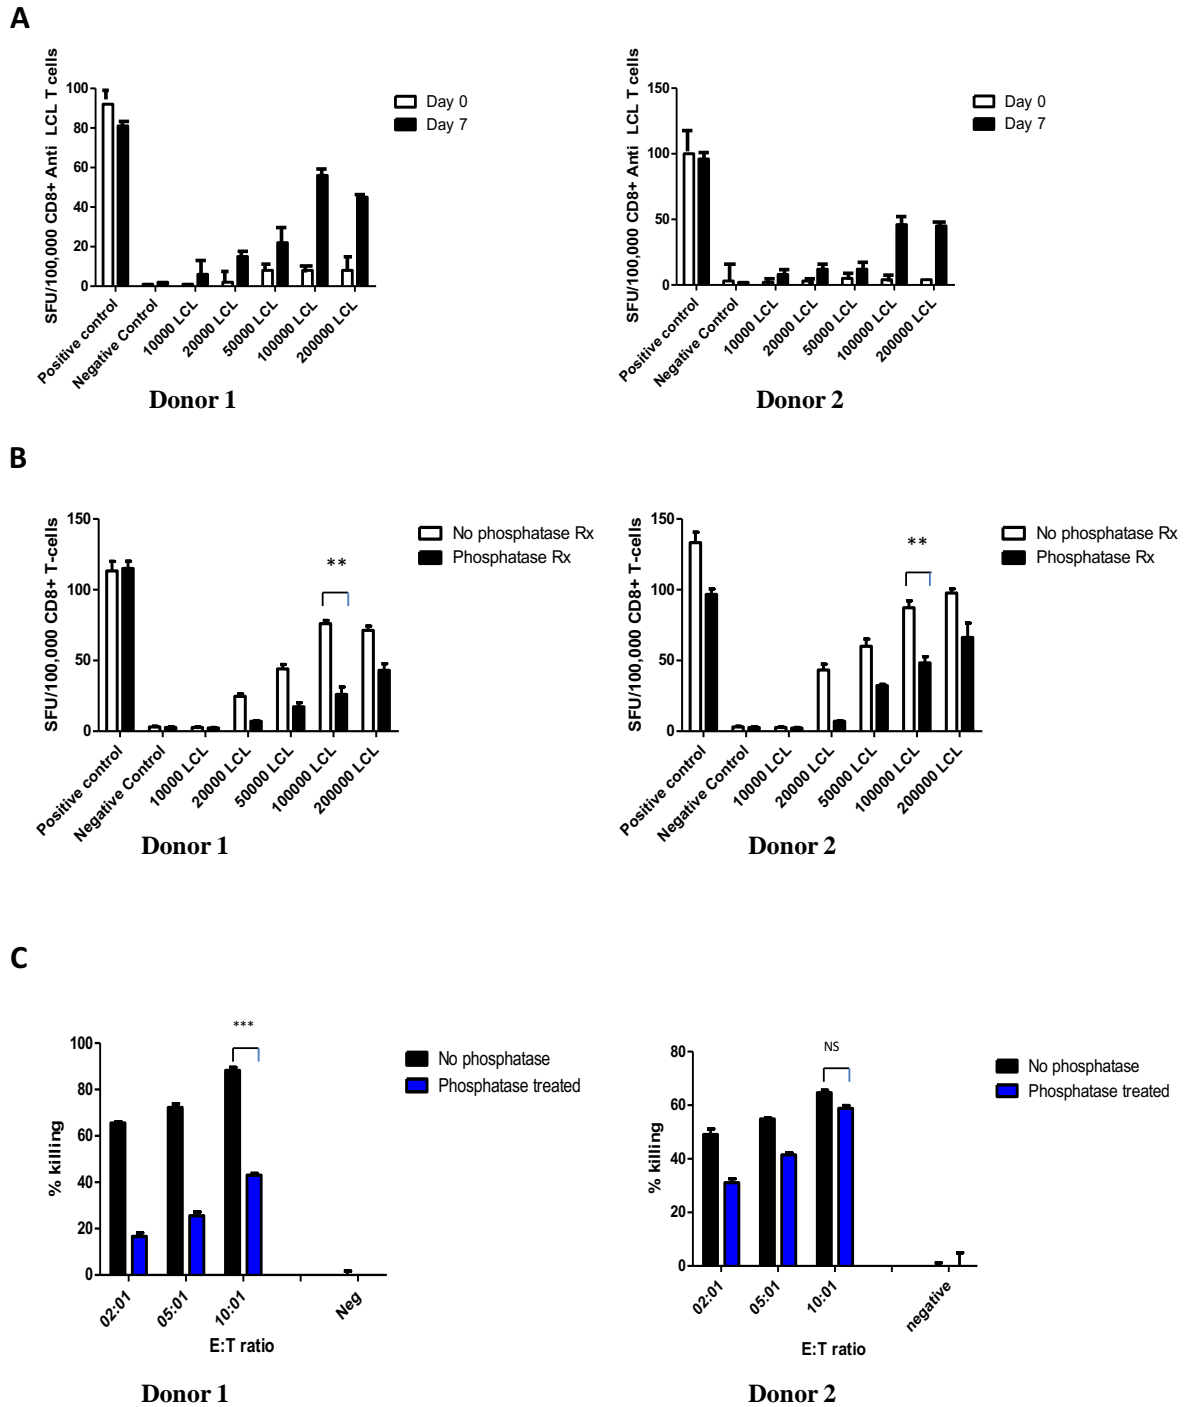 A
SFU/100,000 CD8+ Anti LCL T cells
100
80
60
40
20
0
Day 0
Day 7
Positive control
Negative Control
10000 LCL
20000 LCL
50000 LCL
100000 LCL
200000 LCL
Donor 1
SFU/100,000 CD8+ Anti LCL T cells
150
100
50
0
Day 0
Day 7
Positive control
Negative Control
10000 LCL
20000 LCL
50000 LCL
100000 LCL
200000 LCL
Donor 2
B
SFU/100,000 CD8+ T-cells
150
100
50
0
**
No phosphatase Rx
Phosphatase Rx
Positive control
Negative Control
10000 LCL
20000 LCL
50000 LCL
100000 LCL
200000 LCL
Donor 1
SFU/100,000 CD8+ T-cells
150
100
50
0
**
No phosphatase Rx
Phosphatase Rx
Positive control
Negative Control
10000 LCL
20000 LCL
50000 LCL
100000 LCL
200000 LCL
Donor 2
C
% killing
100
80
60
40
20
0
***
No phosphatase
Phosphatase treated
02:01
05:01
10:01
Neg
E:T ratio
Donor 1
% killing
80
60
40
20
0
NS
No phosphatase
Phosphatase treated
02:01
05:01
10:01
negative
E:T ratio
Donor 2